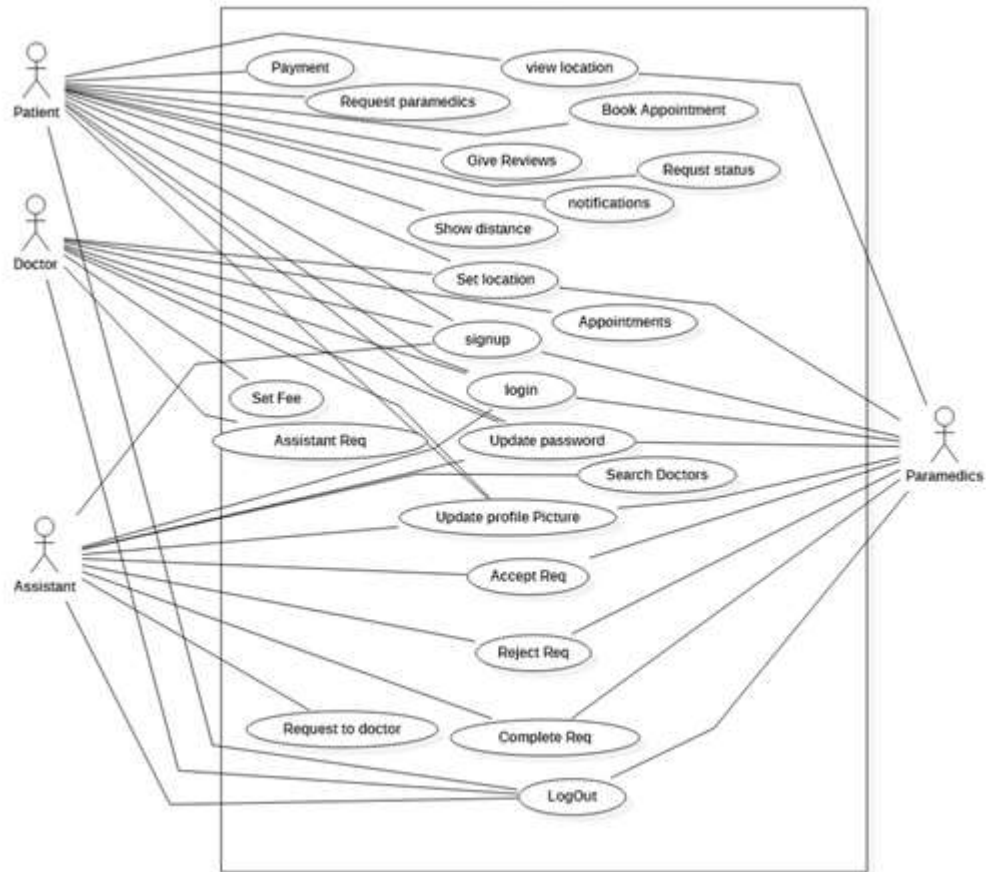 Payment
view location
Request paramedics
Book Appointment
Patient
Give Reviews
Requst status
notifications
Show distance
Doctor
Set location
Appointments
signup
login
Set Fee
Assistant Req
Update password
Search Doctors
Paramedics
Update profile Picture
Accept Req
Assistant
Reject Req
Request to doctor
Complete Req
LogOut